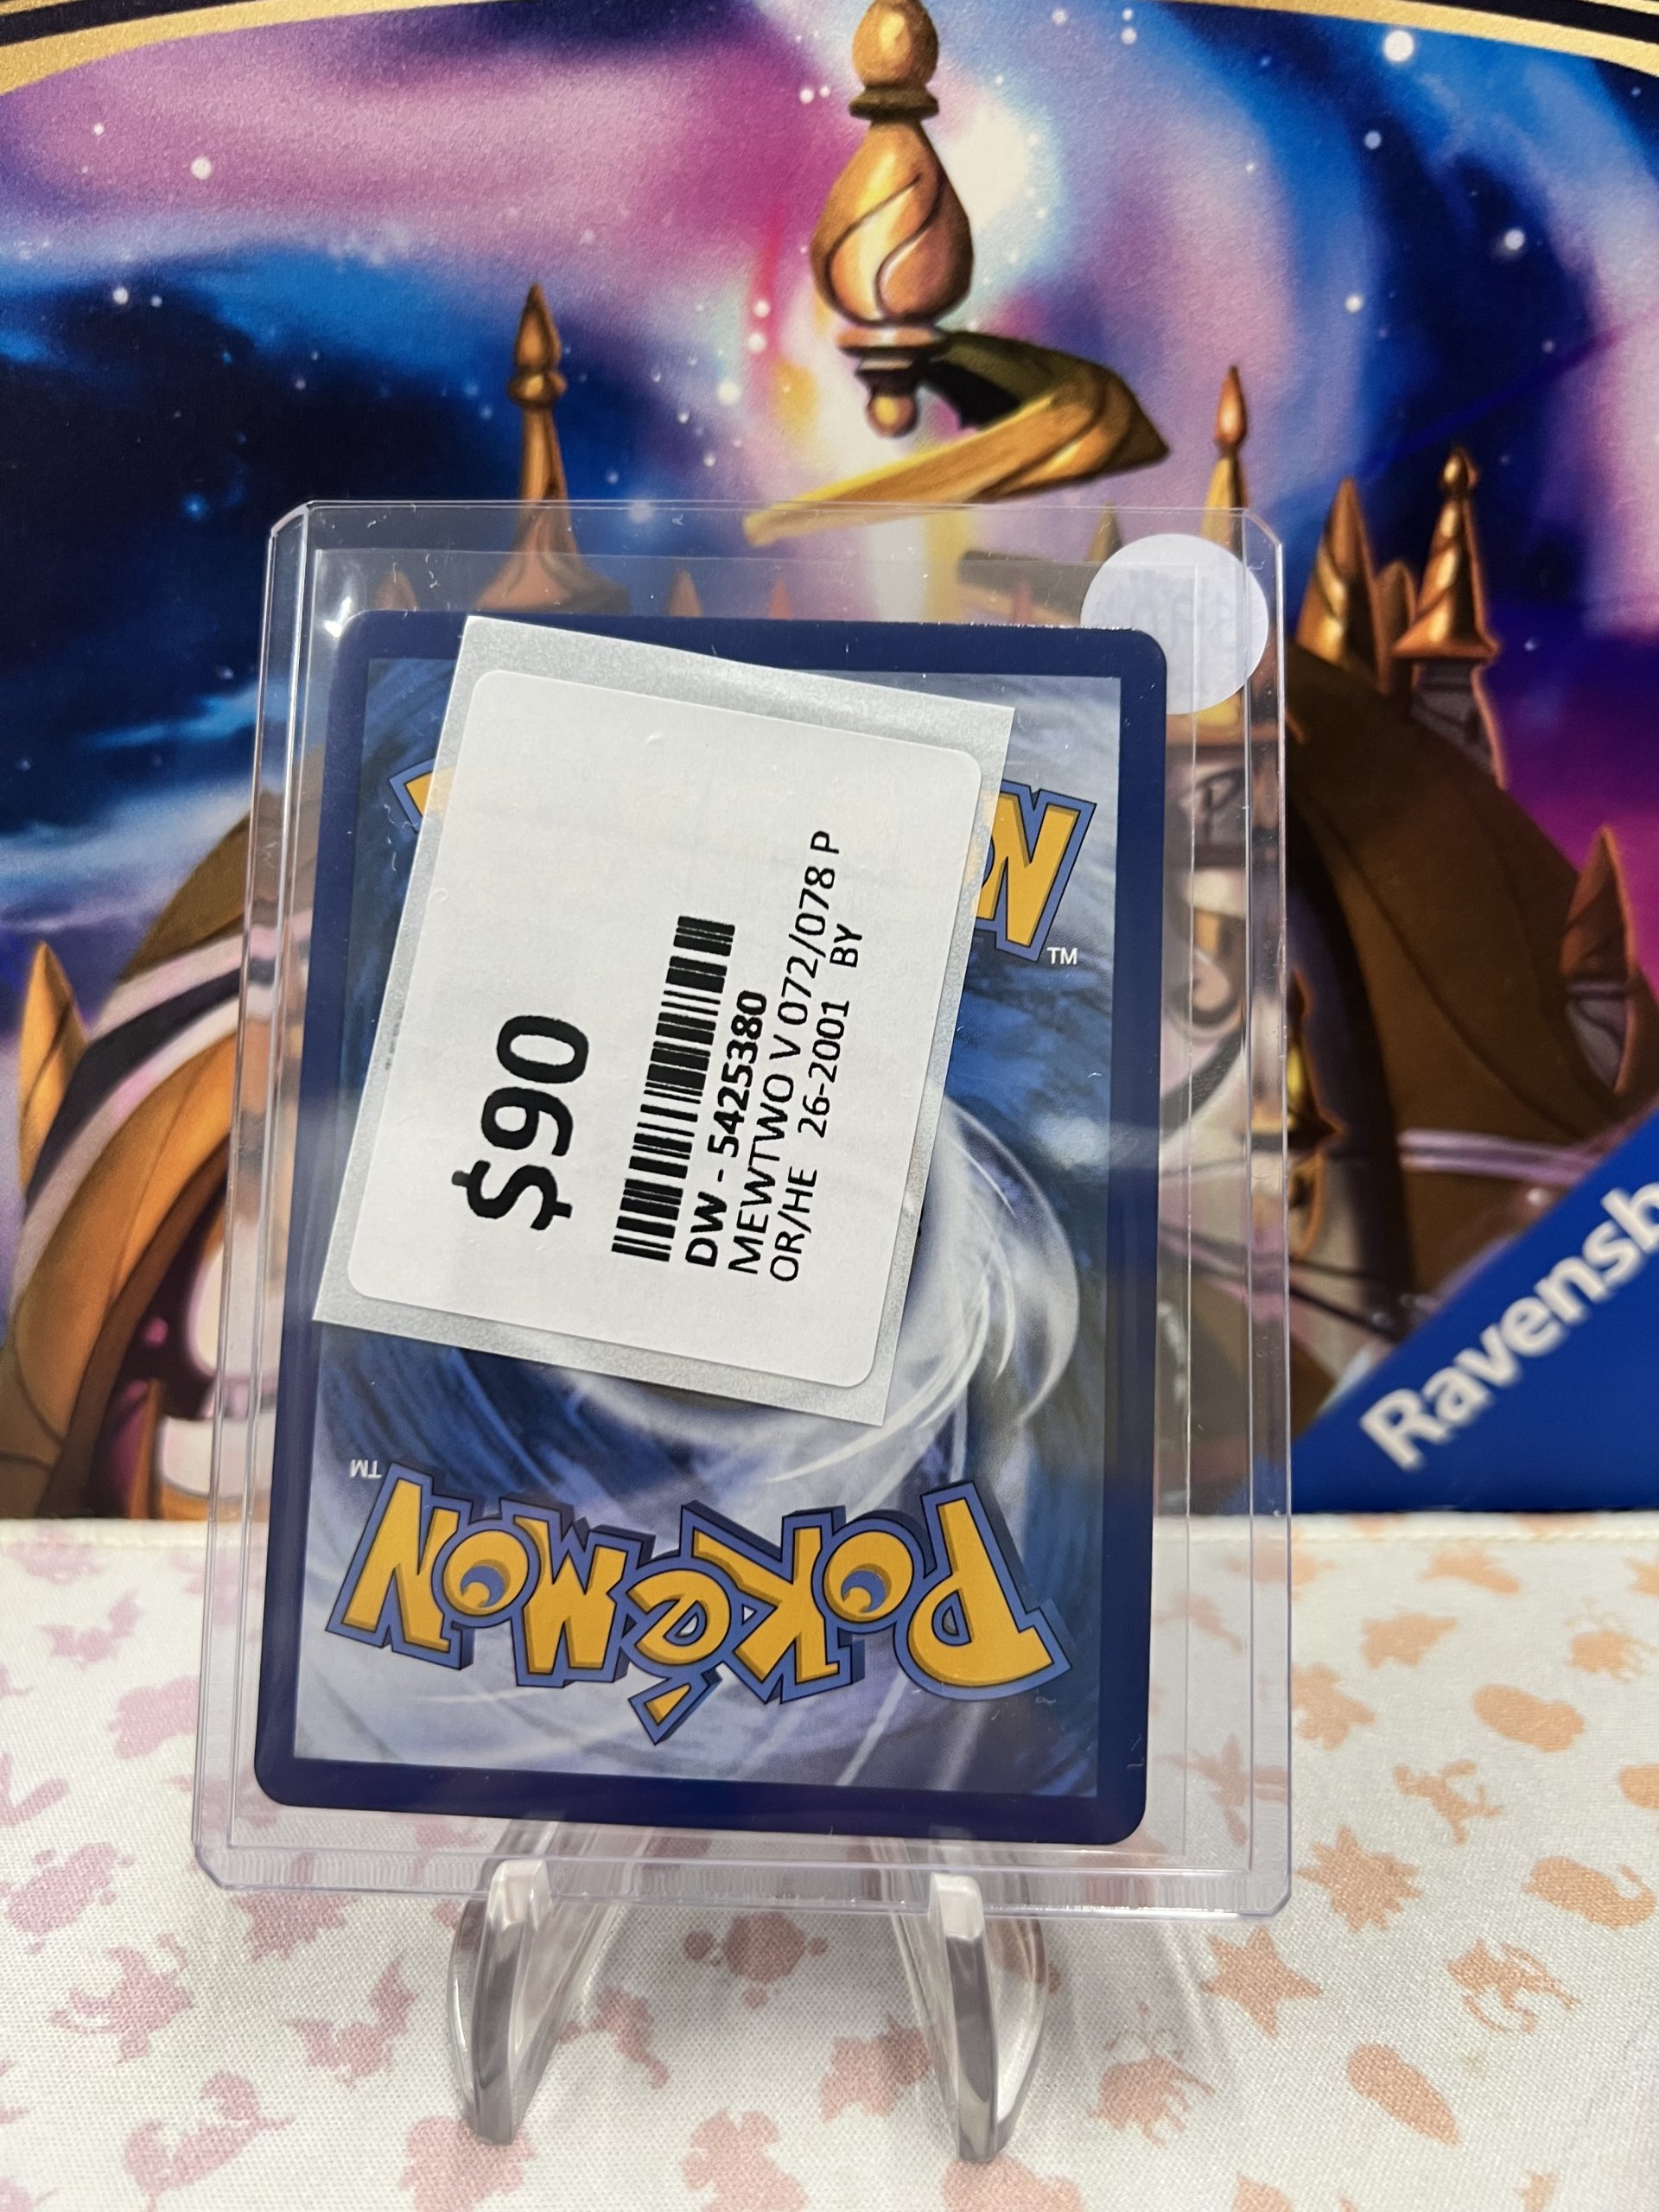 $90
DW - 5425380
MEWTWO V 072/078 P
OR/HE 26-2001 BY
TM
TM
POKéMON
Ravensb